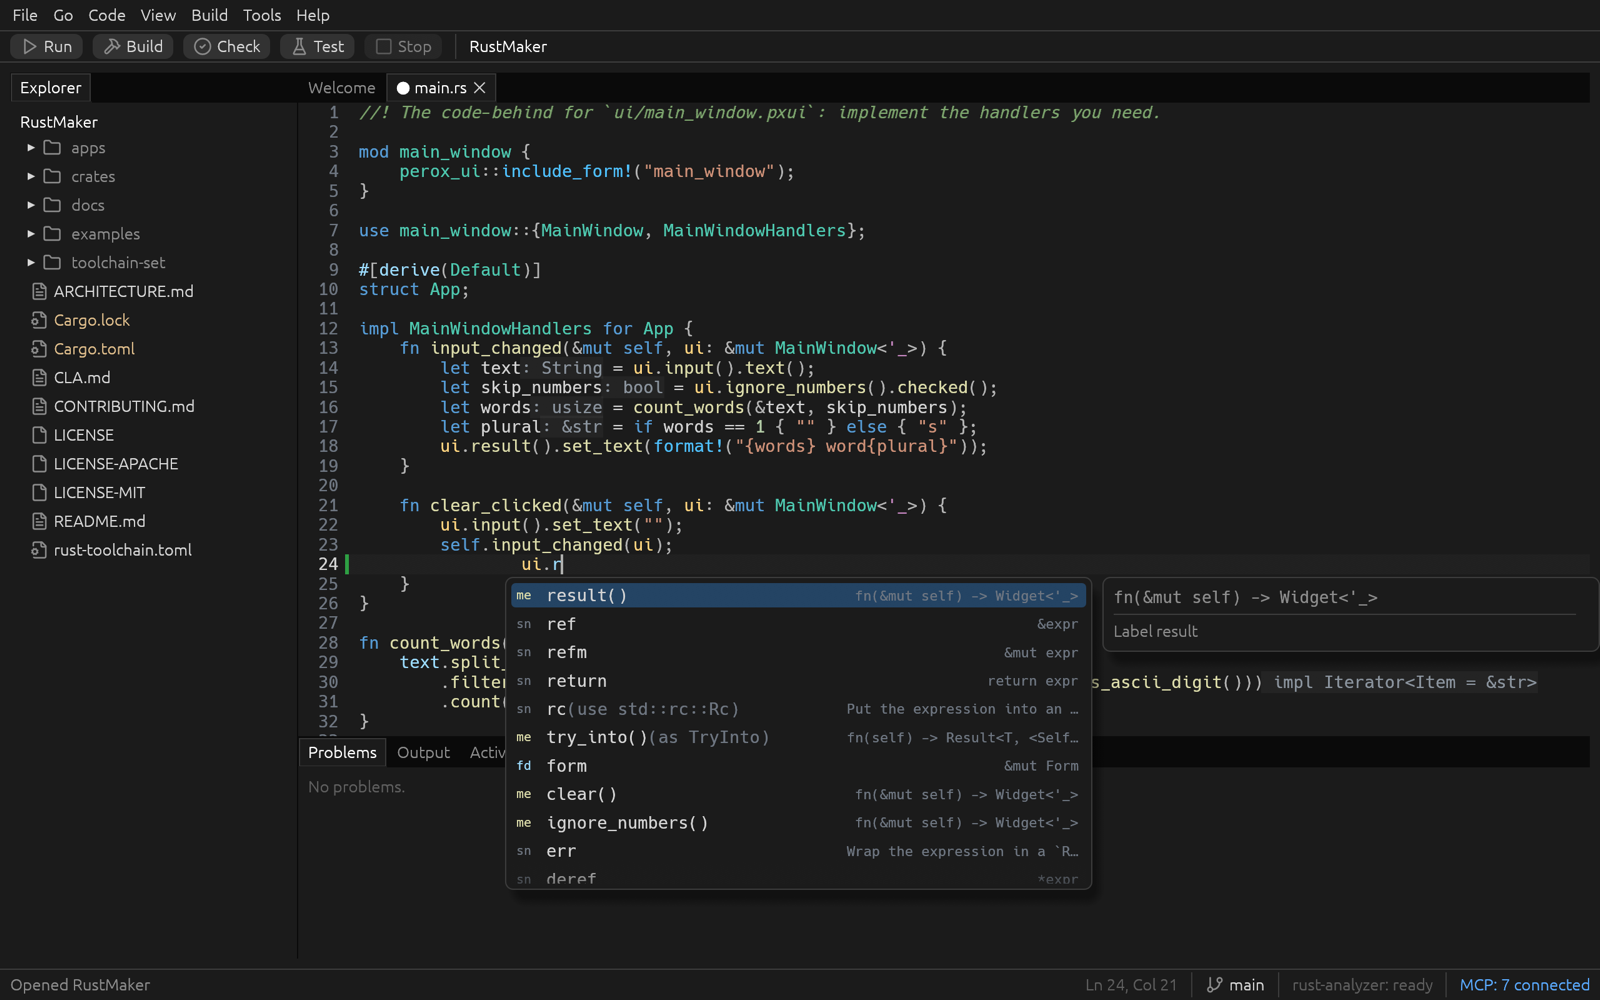 File Go Code View Build Tools Help
Run Build Check Test Stop RustMaker
Explorer
RustMaker
apps
crates
docs
examples
toolchain-set
ARCHITECTURE.md
Cargo.lock
Cargo.toml
CLA.md
CONTRIBUTING.md
LICENSE
LICENSE-APACHE
LICENSE-MIT
README.md
rust-toolchain.toml
Welcome main.rs
1 //! The code-behind for `ui/main_window.pxui`: implement the handlers you need.
2
3 mod main_window {
4     perox_ui::include_form!("main_window");
5 }
6
7 use main_window::{MainWindow, MainWindowHandlers};
8
9 #[derive(Default)]
10 struct App;
11
12 impl MainWindowHandlers for App {
13     fn input_changed(&mut self, ui: &mut MainWindow<'_>) {
14         let text: String = ui.input().text();
15         let skip_numbers: bool = ui.ignore_numbers().checked();
16         let words: usize = count_words(&text, skip_numbers);
17         let plural: &str = if words == 1 { "" } else { "s" };
18         ui.result().set_text(format!("{words} word{plural}"));
19     }
20
21     fn clear_clicked(&mut self, ui: &mut MainWindow<'_>) {
22         ui.input().set_text("");
23         self.input_changed(ui);
24                 ui.r
25     }
26 }
27
28 fn count_words(
29     text.split_
30         .filter s_ascii_digit())) impl Iterator<Item = &str>
31         .count(
32 }
me result() fn(&mut self) -> Widget<'_>
sn ref &expr
sn refm &mut expr
sn return return expr
sn rc(use std::rc::Rc) Put the expression into an …
me try_into()(as TryInto) fn(self) -> Result<T, <Self…
fd form &mut Form
me clear() fn(&mut self) -> Widget<'_>
me ignore_numbers() fn(&mut self) -> Widget<'_>
sn err Wrap the expression in a `R…
sn deref *expr
fn(&mut self) -> Widget<'_>
Label result
Problems Output Activ
No problems.
Opened RustMaker Ln 24, Col 21 main rust-analyzer: ready MCP: 7 connected